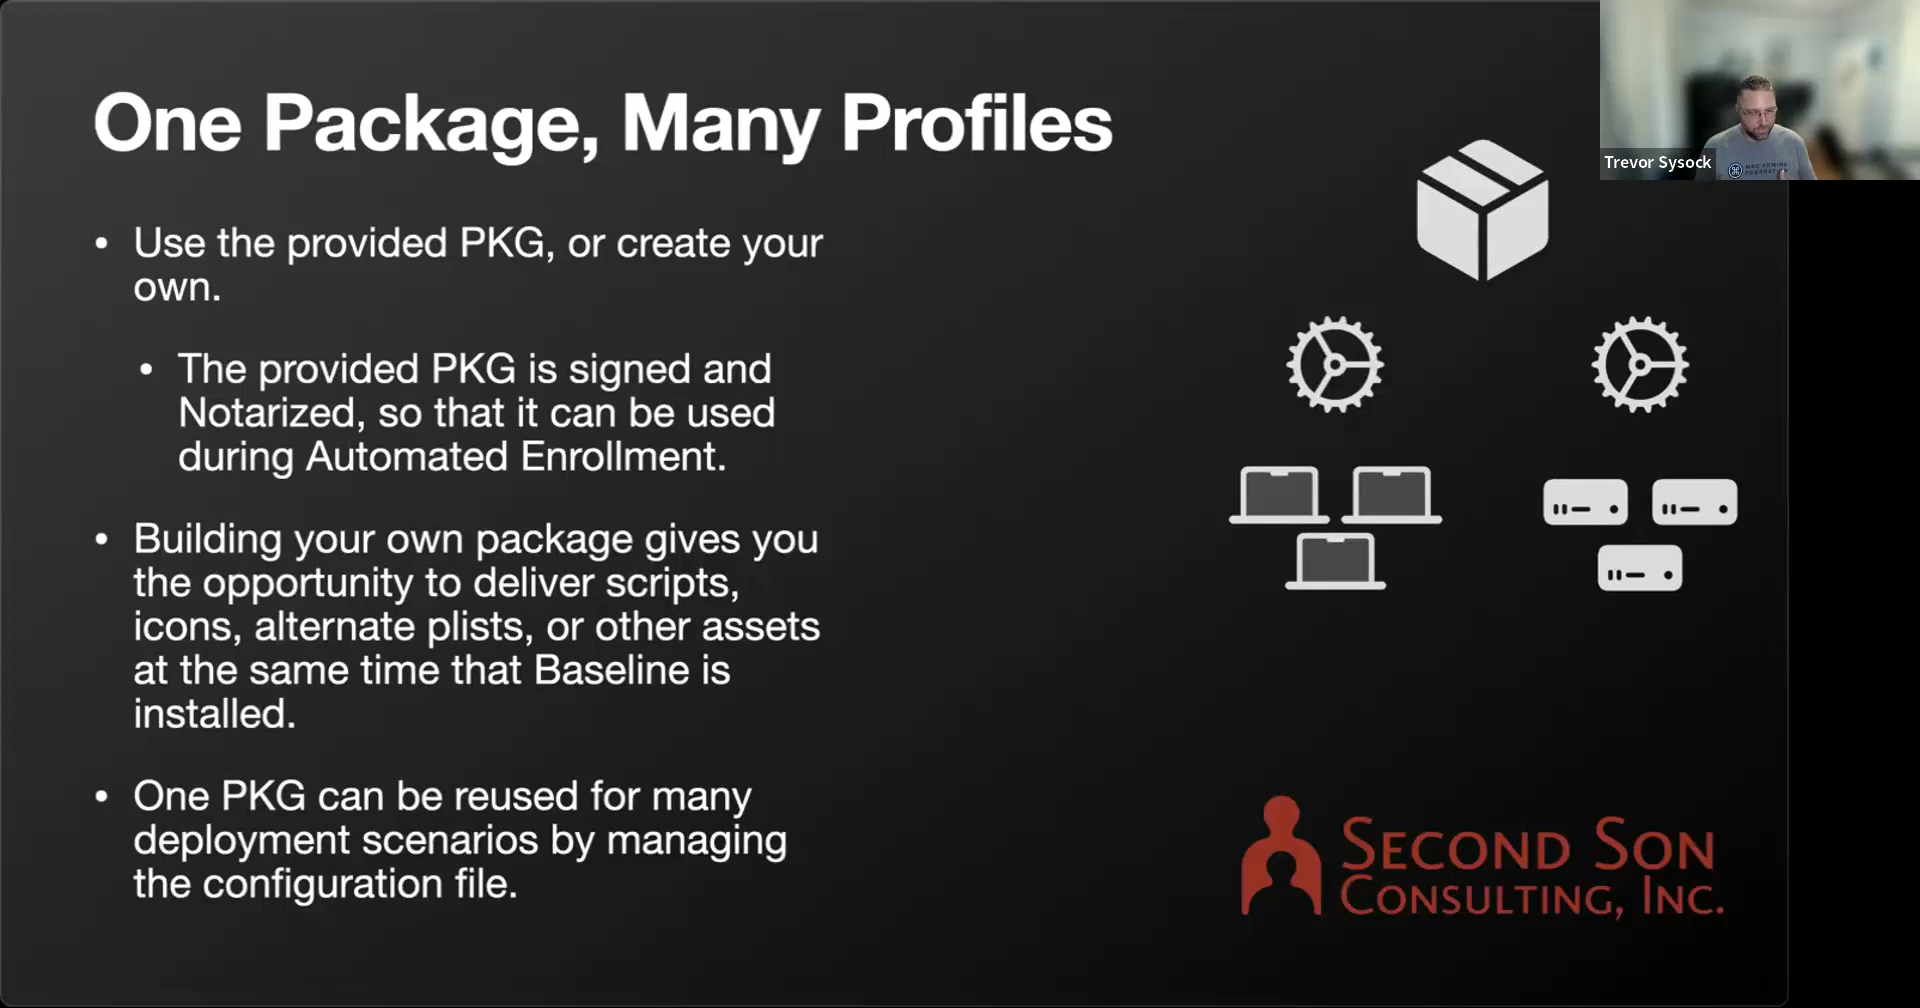 One Package, Many Profiles
Trevor Sysock
MAC ADMINS
FOUNDATION
• Use the provided PKG, or create your
own.
• The provided PKG is signed and
Notarized, so that it can be used
during Automated Enrollment.
• Building your own package gives you
the opportunity to deliver scripts,
icons, alternate plists, or other assets
at the same time that Baseline is
installed.
• One PKG can be reused for many
deployment scenarios by managing
the configuration file.
SECOND SON
CONSULTING, INC.